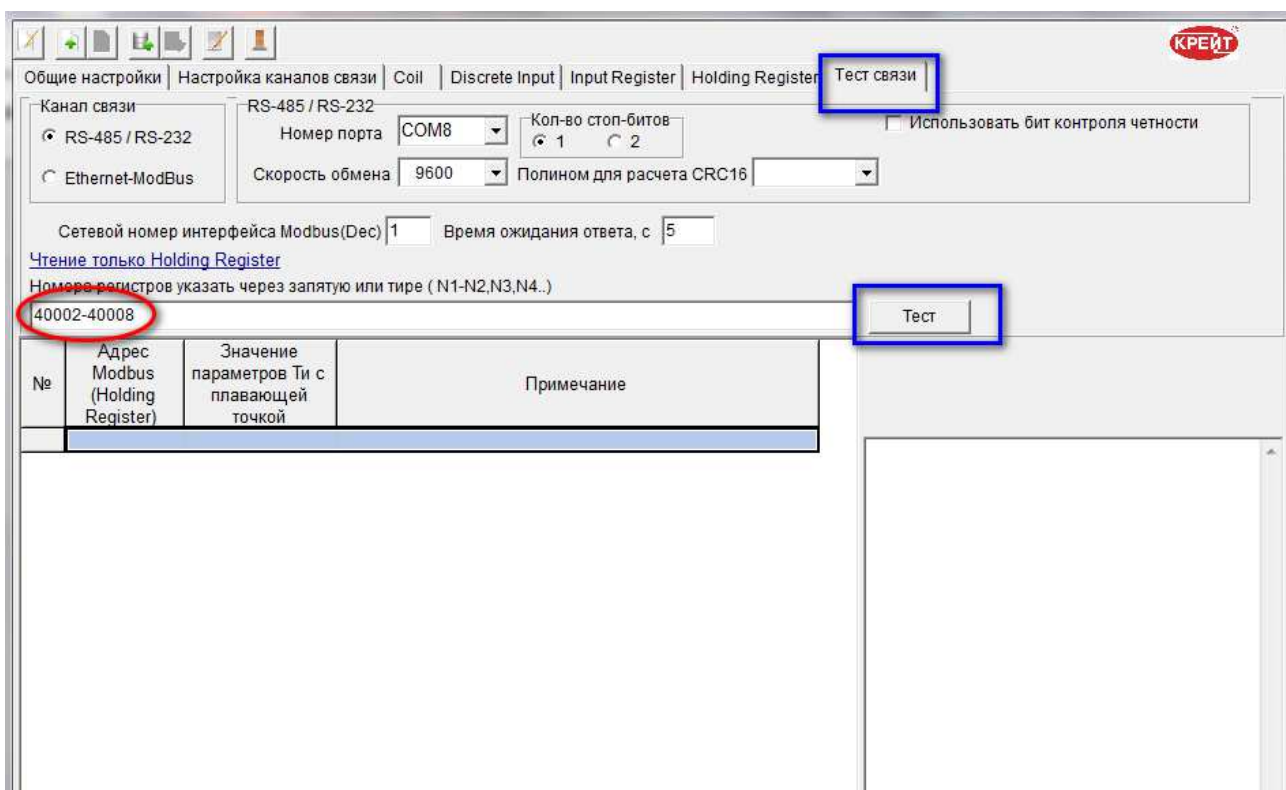 КРЕЙТ
Общие настройки Настройка каналов связи Coil Discrete Input Input Register Holding Register Тест связи
Канал связи
RS-485 / RS-232
Ethernet-ModBus
RS-485 / RS-232
Номер порта COM8
Кол-во стоп-битов
1 2
Использовать бит контроля четности
Скорость обмена 9600 Полином для расчета CRC16
Сетевой номер интерфейса Modbus(Dec) 1 Время ожидания ответа, с 5
Чтение только Holding Register
Номера регистров указать через запятую или тире ( N1-N2,N3,N4..)
40002-40008 Тест
№
Адрес
Modbus
(Holding
Register)
Значение
параметров Ти с
плавающей
точкой
Примечание